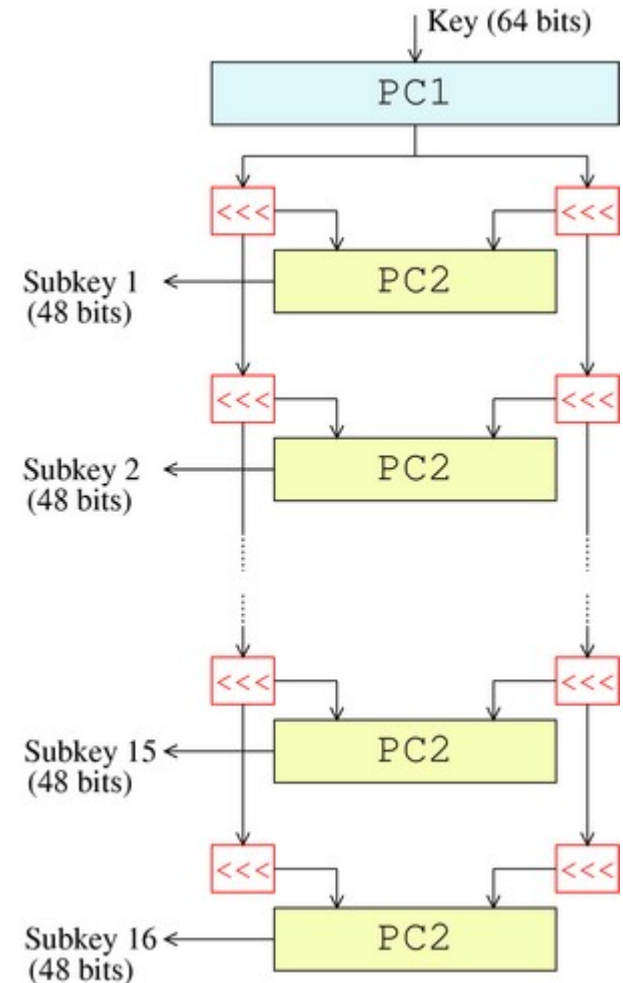 Key (64 bits)
PC1
<<< <<<
PC2
Subkey 1
(48 bits)
<<< <<<
PC2
Subkey 2
(48 bits)
<<< <<<
PC2
Subkey 15
(48 bits)
<<< <<<
PC2
Subkey 16
(48 bits)